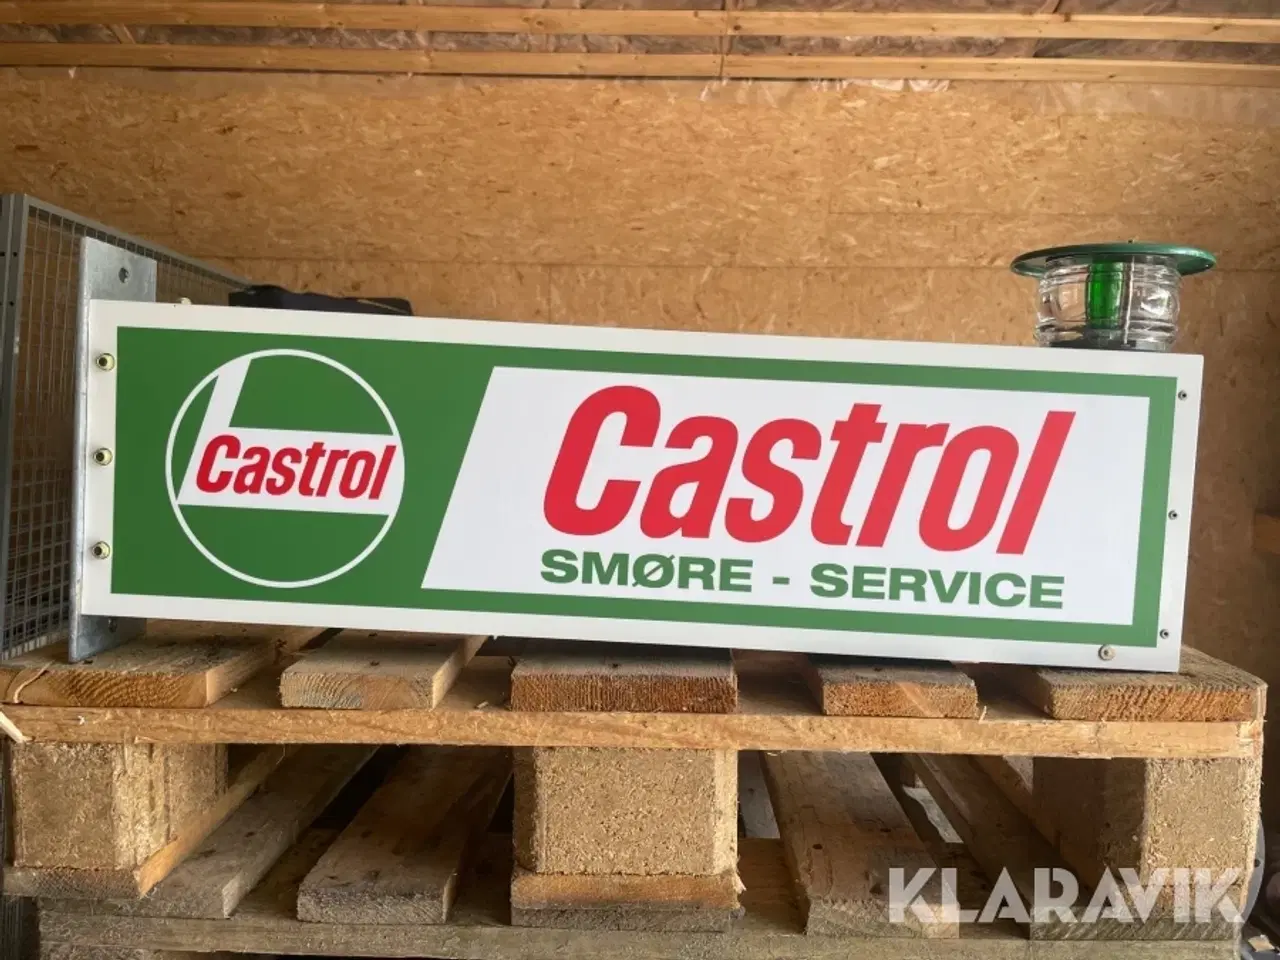 Castrol
Castrol
SMØRE - SERVICE
KLARAVIK